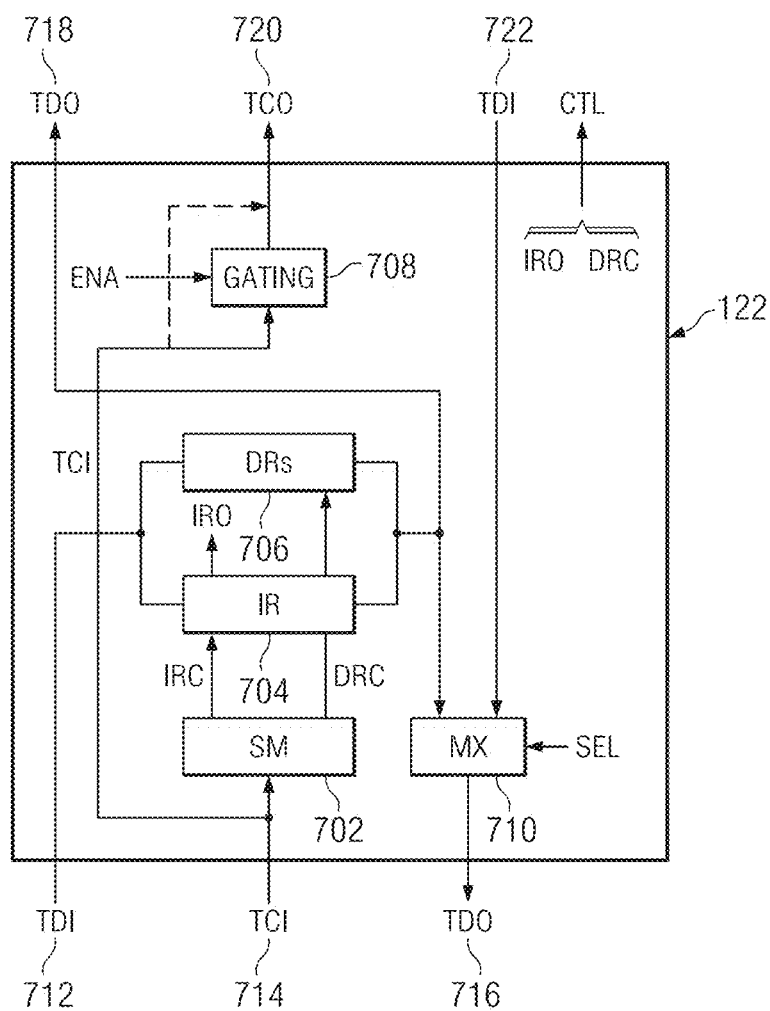 718 720 722
TDO TCO TDI CTL
ENA GATING 708 IRO DRC
122
TCI DRs
IRO 706
IR
IRC 704 DRC
SM MX SEL
702 710
TDI TCI TDO
712 714 716